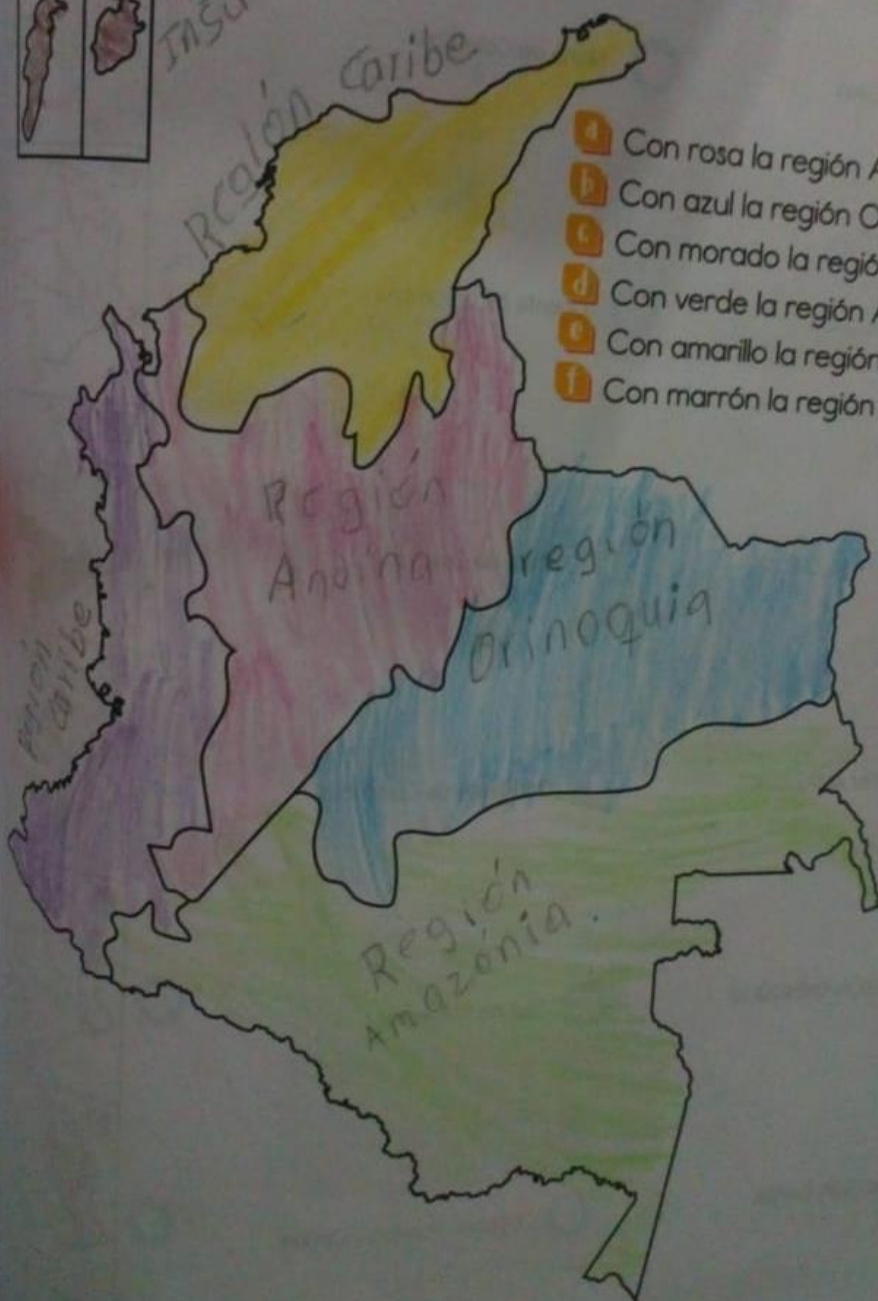 Insu
Región Caribe
a Con rosa la región A
b Con azul la región O
c Con morado la regió
d Con verde la región A
e Con amarillo la región
f Con marrón la región
Región
Andina
región
Orinoquia
región
Caribe
Región
Amazónia.